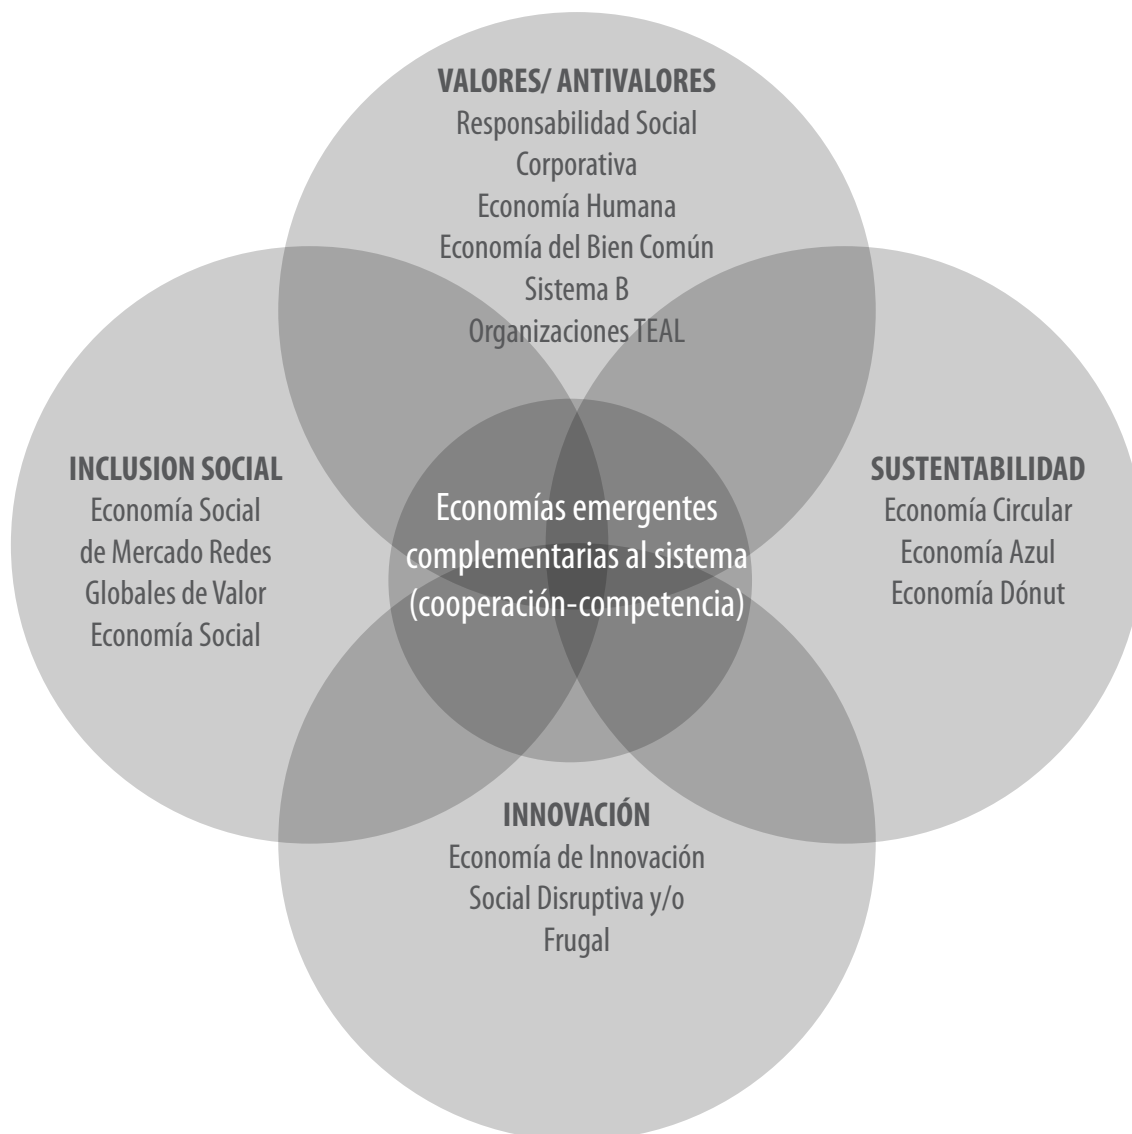 VALORES/ ANTIVALORES
Responsabilidad Social
Corporativa
Economía Humana
Economía del Bien Común
Sistema B
Organizaciones TEAL
INCLUSION SOCIAL
Economía Social
de Mercado Redes
Globales de Valor
Economía Social
Economías emergentes
complementarias al sistema
(cooperación-competencia)
SUSTENTABILIDAD
Economía Circular
Economía Azul
Economía Dónut
INNOVACIÓN
Economía de Innovación
Social Disruptiva y/o
Frugal